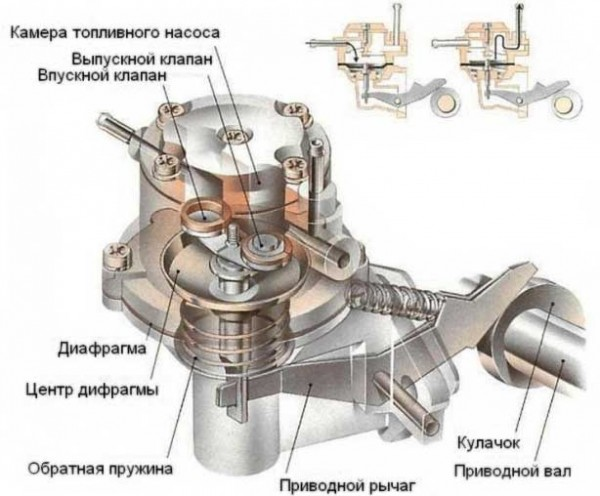 Камера топливного насоса
Выпускной клапан
Впускной клапан
Диафрагма
Центр дифрагмы
Обратная пружина
Приводной рычаг
Кулачок
Приводной вал